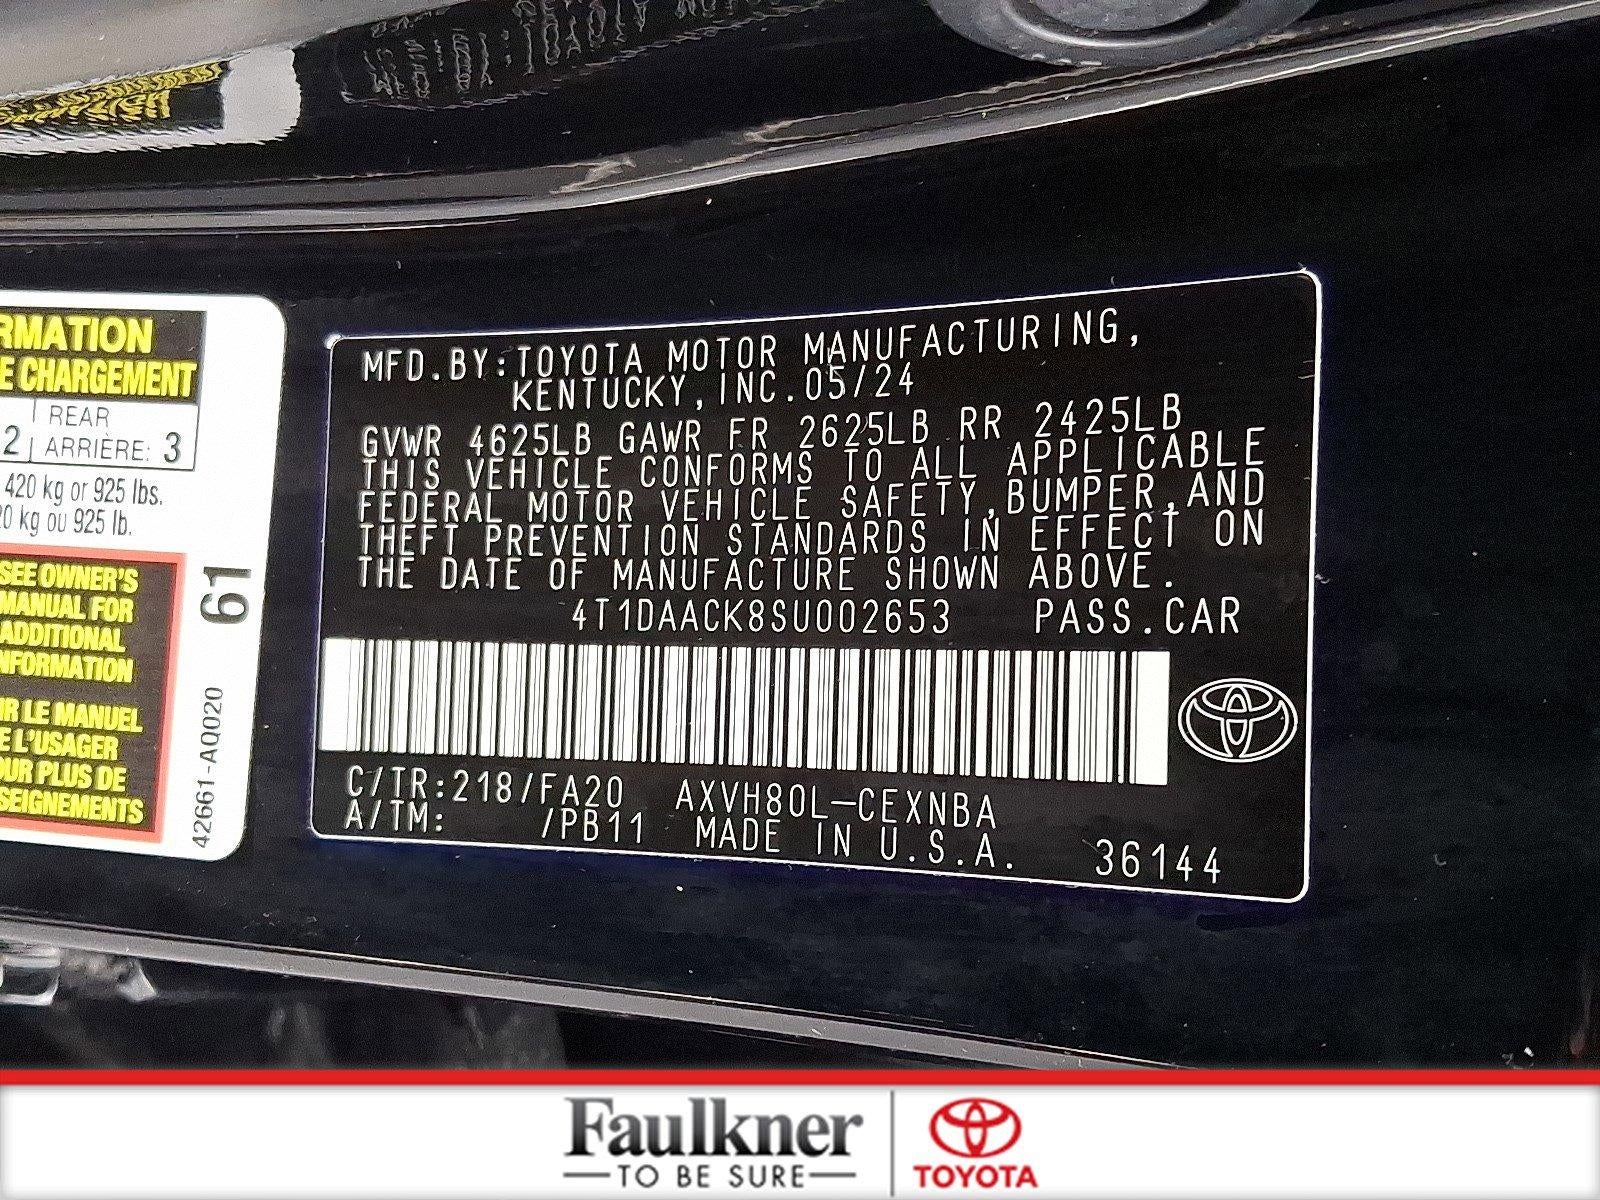 RMATION
E CHARGEMENT
REAR
2 ARRIÈRE: 3
420 kg or 925 lbs.
20 kg ou 925 lb.
SEE OWNER'S
MANUAL FOR
ADDITIONAL
NFORMATION
IR LE MANUEL
E L'USAGER
OUR PLUS DE
SEIGNEMENTS
61
42661-AQ020
MFD.BY:TOYOTA MOTOR MANUFACTURING,
KENTUCKY,INC.05/24
GVWR 4625LB GAWR FR 2625LB RR 2425LB
THIS VEHICLE CONFORMS TO ALL APPLICABLE
FEDERAL MOTOR VEHICLE SAFETY,BUMPER,AND
THEFT PREVENTION STANDARDS IN EFFECT ON
THE DATE OF MANUFACTURE SHOWN ABOVE.
4T1DAACK8SU002653 PASS.CAR
C/TR:218/FA20 AXVH80L-CEXNBA
A/TM: /PB11 MADE IN U.S.A. 36144
Faulkner
TO BE SURE
TOYOTA